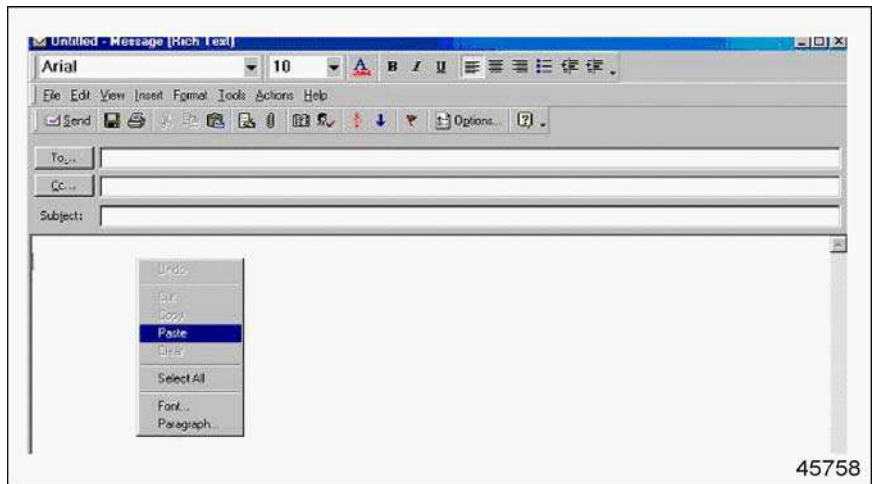 Untitled - Message (Rich Text)
Arial 10 A B I U
File Edit View Insert Format Tools Actions Help
Send Options...
To...
Cc...
Subject:
Undo
Cut
Copy
Paste
Clear
Select All
Font...
Paragraph...
45758